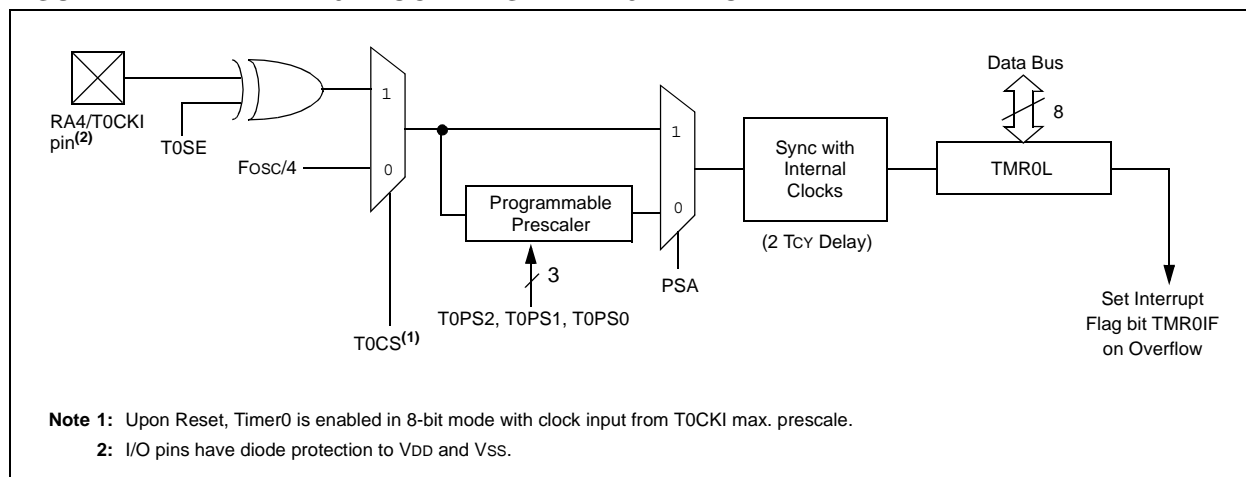 RA4/T0CKI
pin(2)
T0SE
FOSC/4
1
0
T0CS(1)
Programmable
Prescaler
3
T0PS2, T0PS1, T0PS0
1
0
PSA
Sync with
Internal
Clocks
(2 TCY Delay)
Data Bus
8
TMR0L
Set Interrupt
Flag bit TMR0IF
on Overflow
Note 1: Upon Reset, Timer0 is enabled in 8-bit mode with clock input from T0CKI max. prescale.
2: I/O pins have diode protection to VDD and VSS.